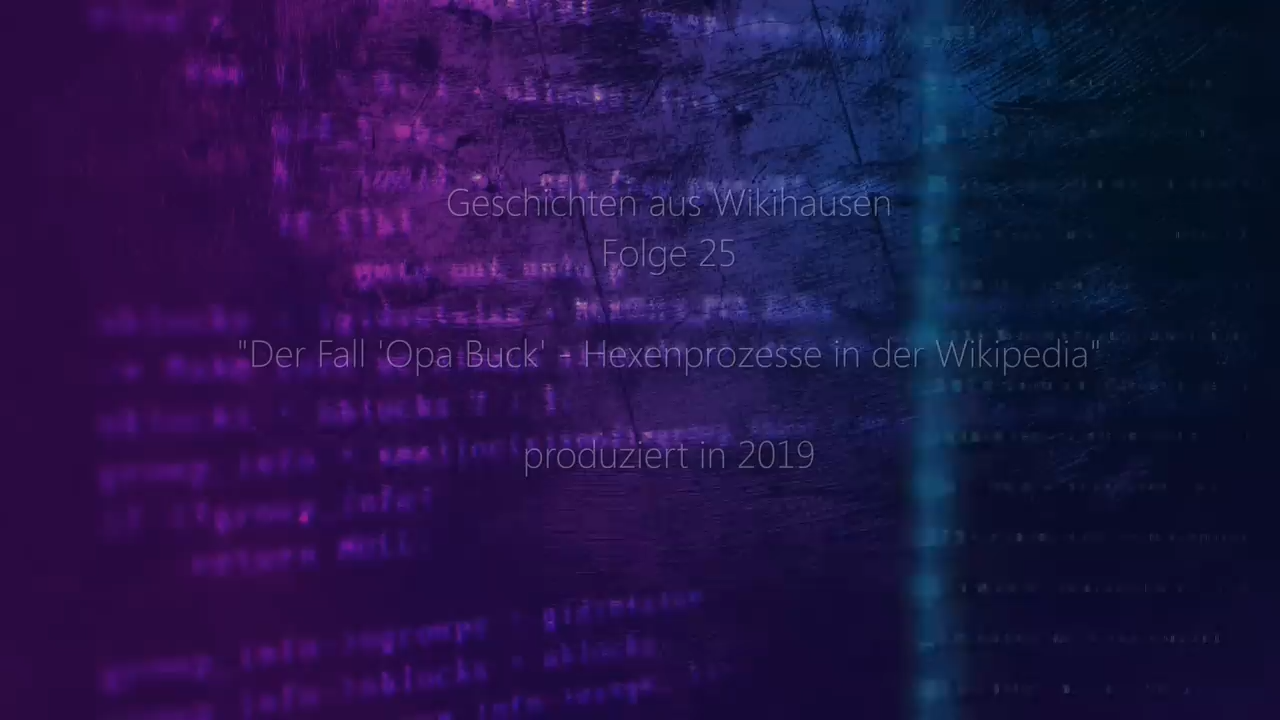 Geschichten aus Wikihausen
Folge 25
"Der Fall 'Opa Buck' - Hexenprozesse in der Wikipedia"
produziert in 2019